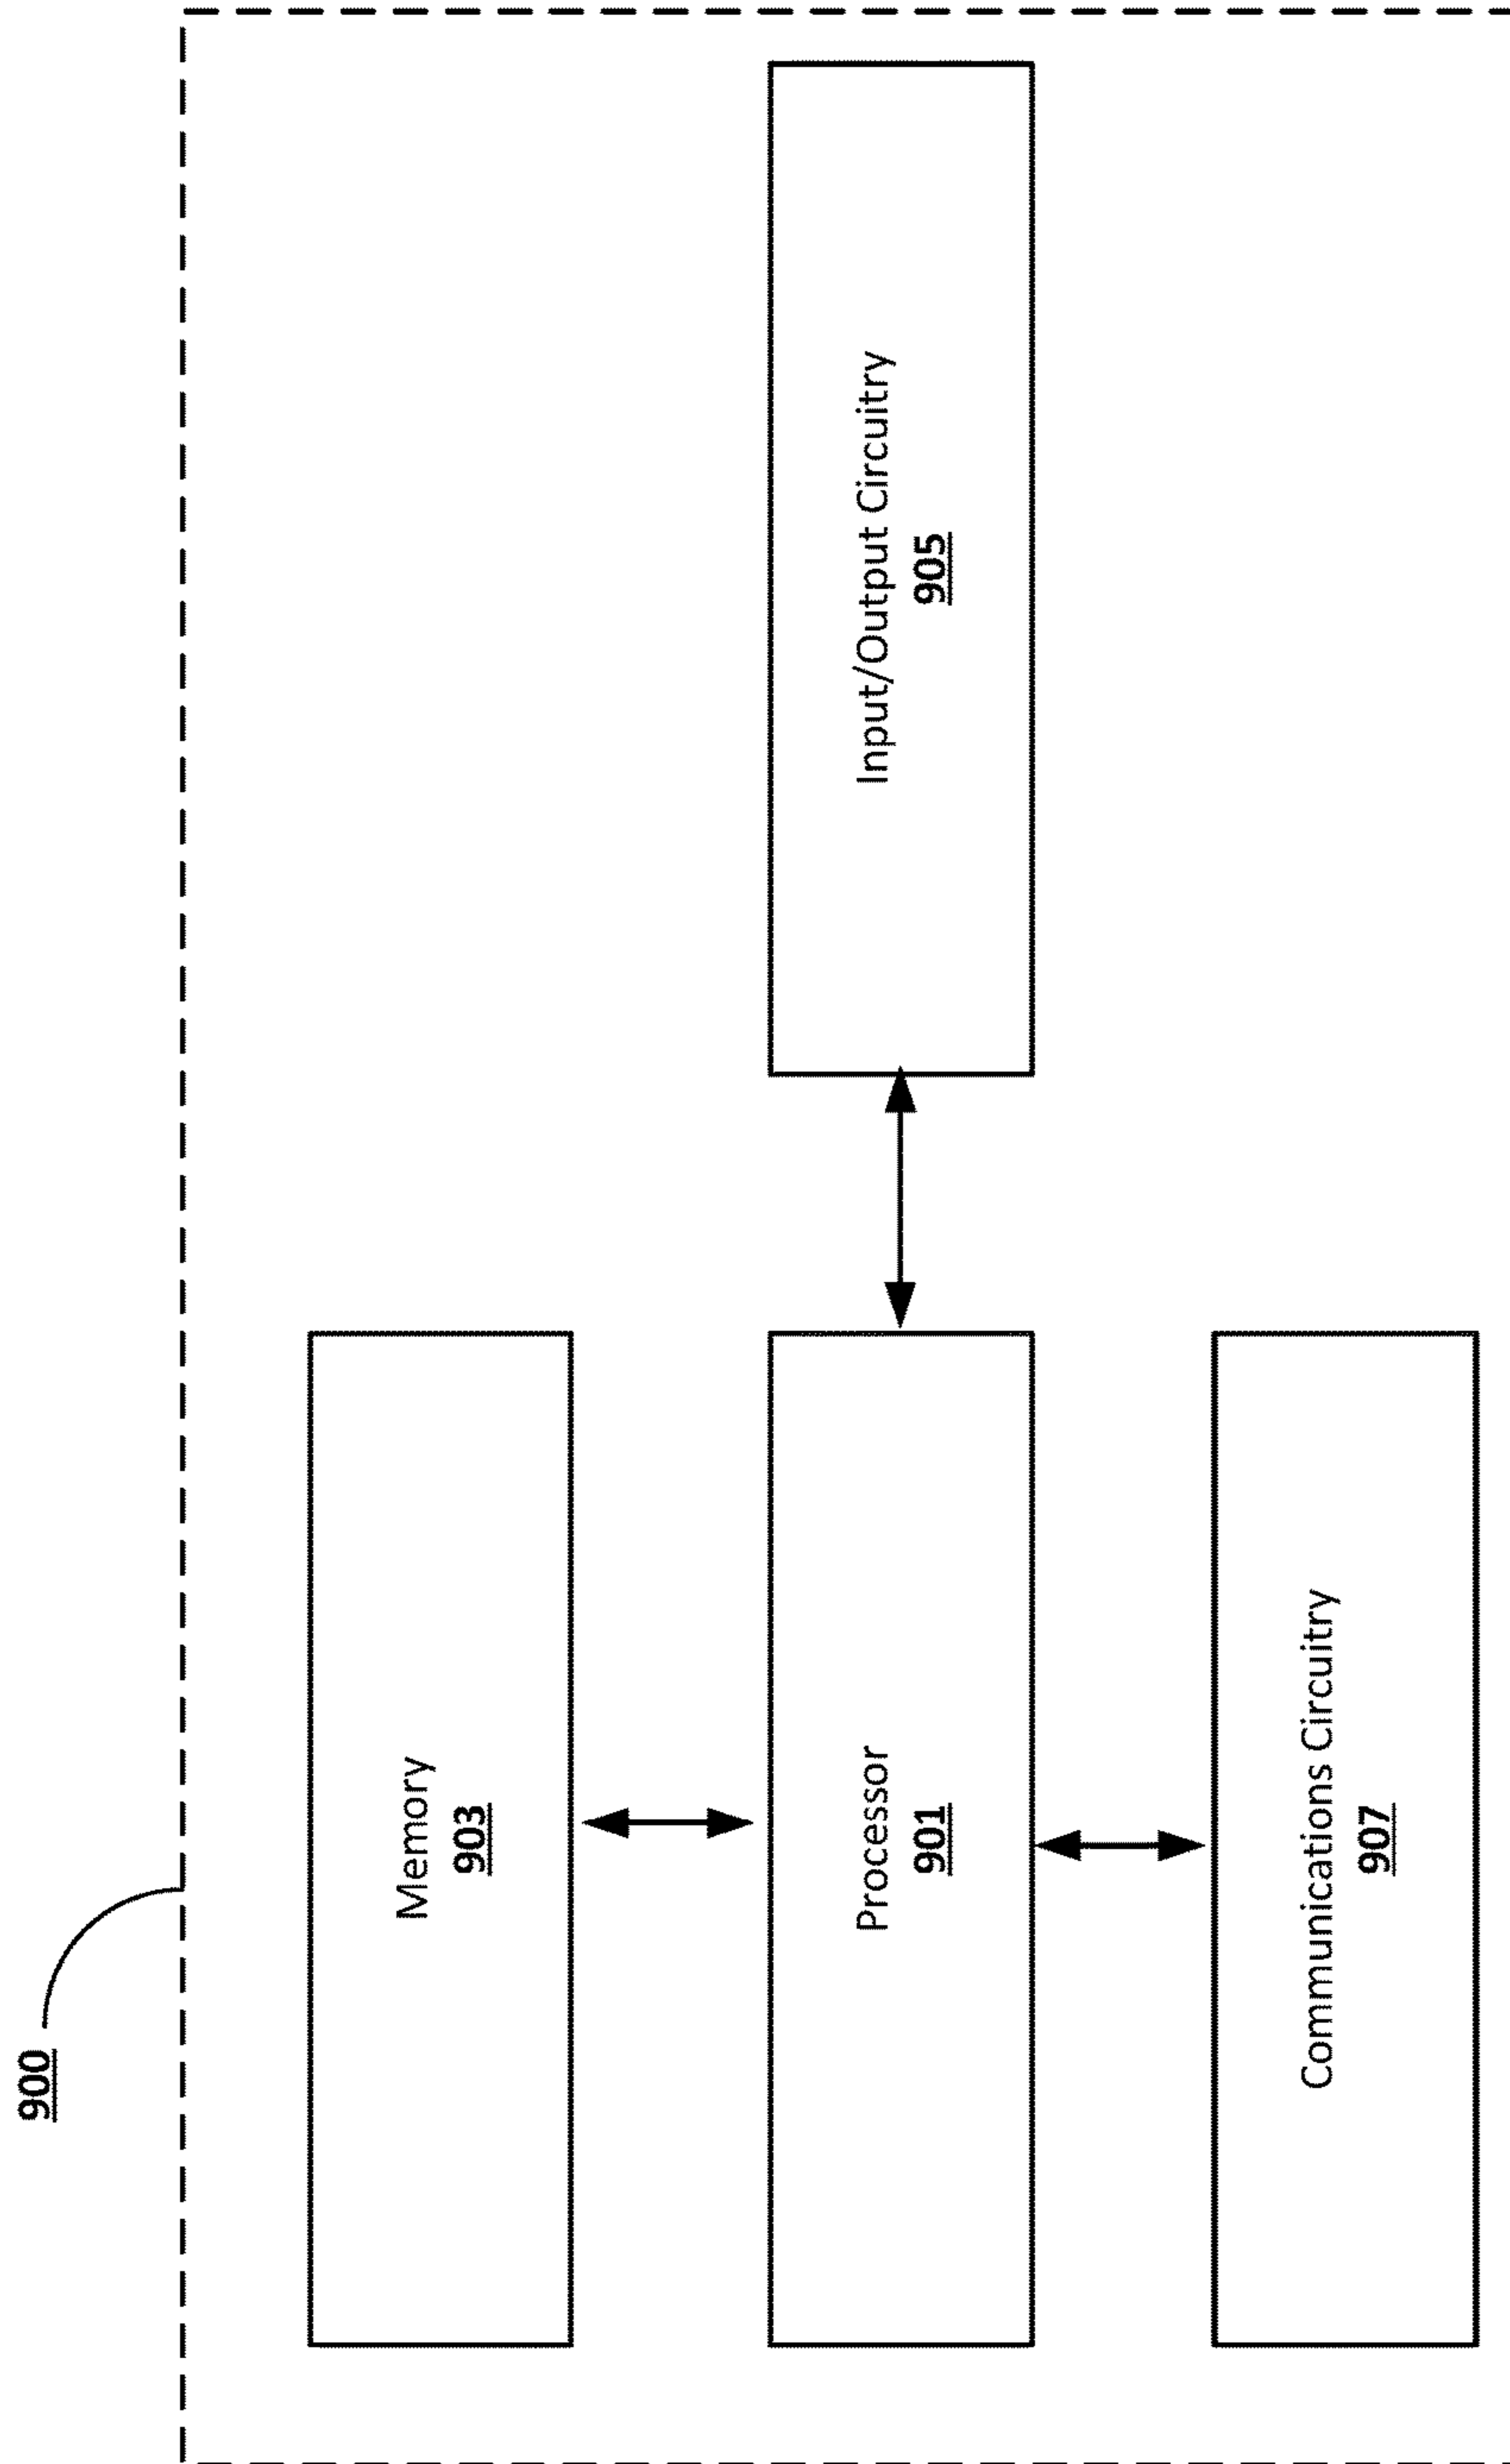 900
Memory
903
Processor
901
Input/Output Circuitry
905
Communications Circuitry
907